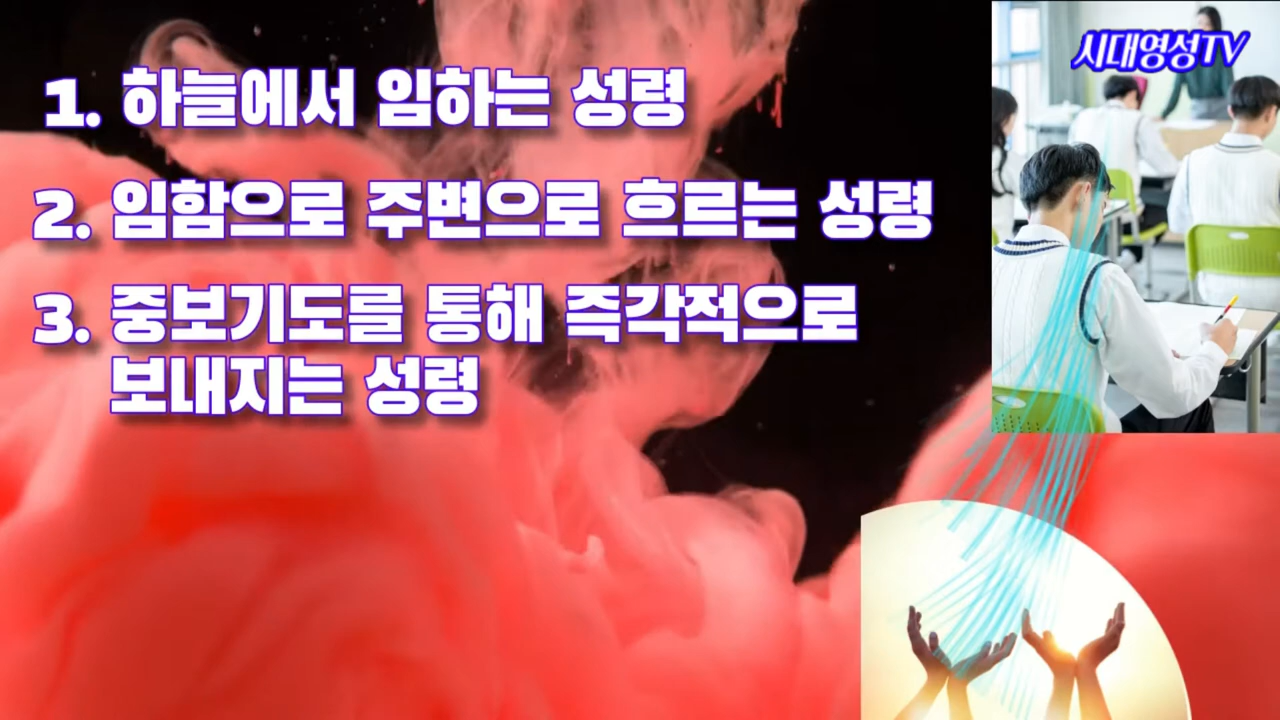 시대영성TV
1. 하늘에서 임하는 성령
2. 임함으로 주변으로 흐르는 성령
3. 중보기도를 통해 즉각적으로
보내지는 성령